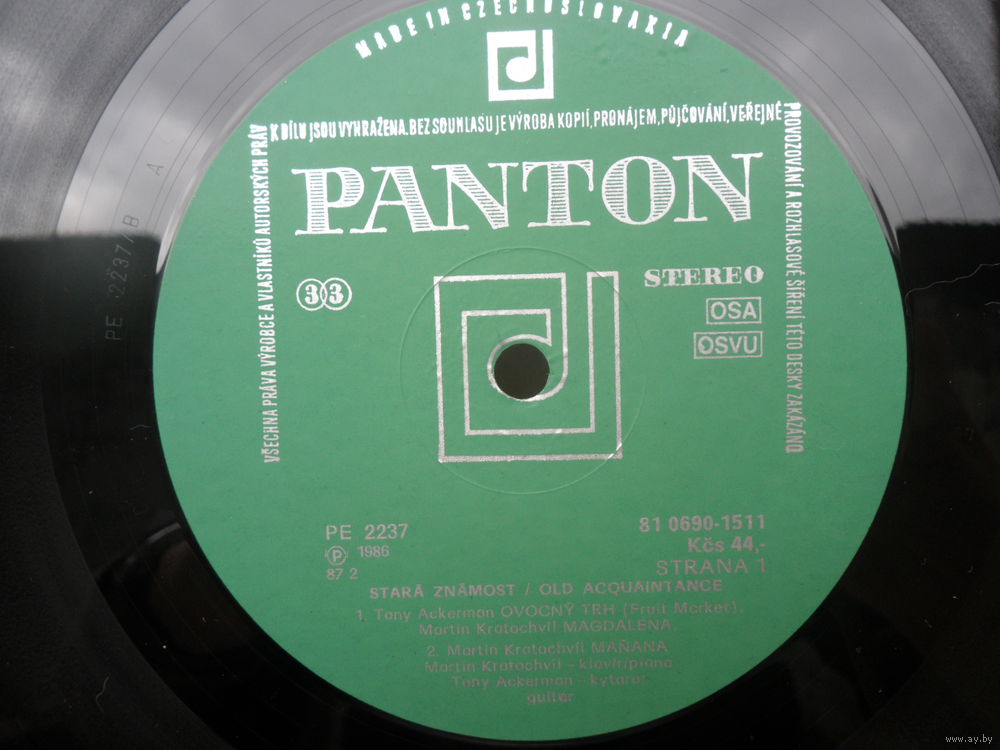 MADE IN CZECHOSLOVAKIA
VŠECHNA PRÁVA VÝROBCE A VLASTNÍKŮ AUTORSKÝCH PRÁV
K DÍLU JSOU VYHRAŽENA. BEZ SOUHLASU JE VÝROBA KOPIÍ, PRONÁJEM, PŮJČOVÁNÍ, VEŘEJNÉ
PROVOZOVÁNÍ A ROZHLASOVÉ ŠÍŘENÍ TÉTO DESKY ZAKÁZÁNO
PANTON
33
STEREO
OSA
OSVU
PE 2237/B A
PE 2237
Ⓟ 1986
87 2
81 0690-1511
Kčs 44,-
STRANA 1
STARÁ ZNÁMOST / OLD ACQUAINTANCE
1. Tony Ackerman OVOCNÝ TRH (Fruit Market).
Martin Kratochvíl MAGDALENA.
2. Martin Kratochvíl MAÑANA
Martin Kratochvíl - klavír/piano
Tony Ackerman - kytara/
guitar
www.ay.by